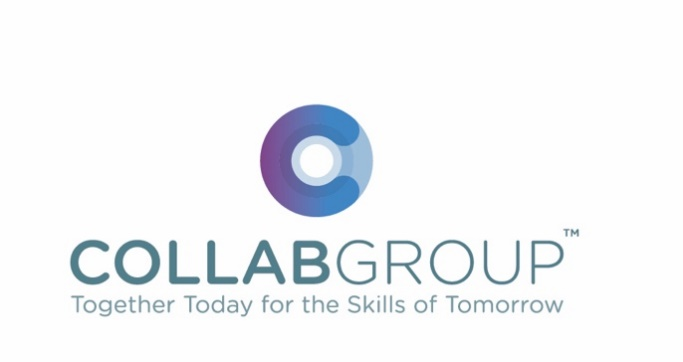 COLLABGROUP™
Together Today for the Skills of Tomorrow